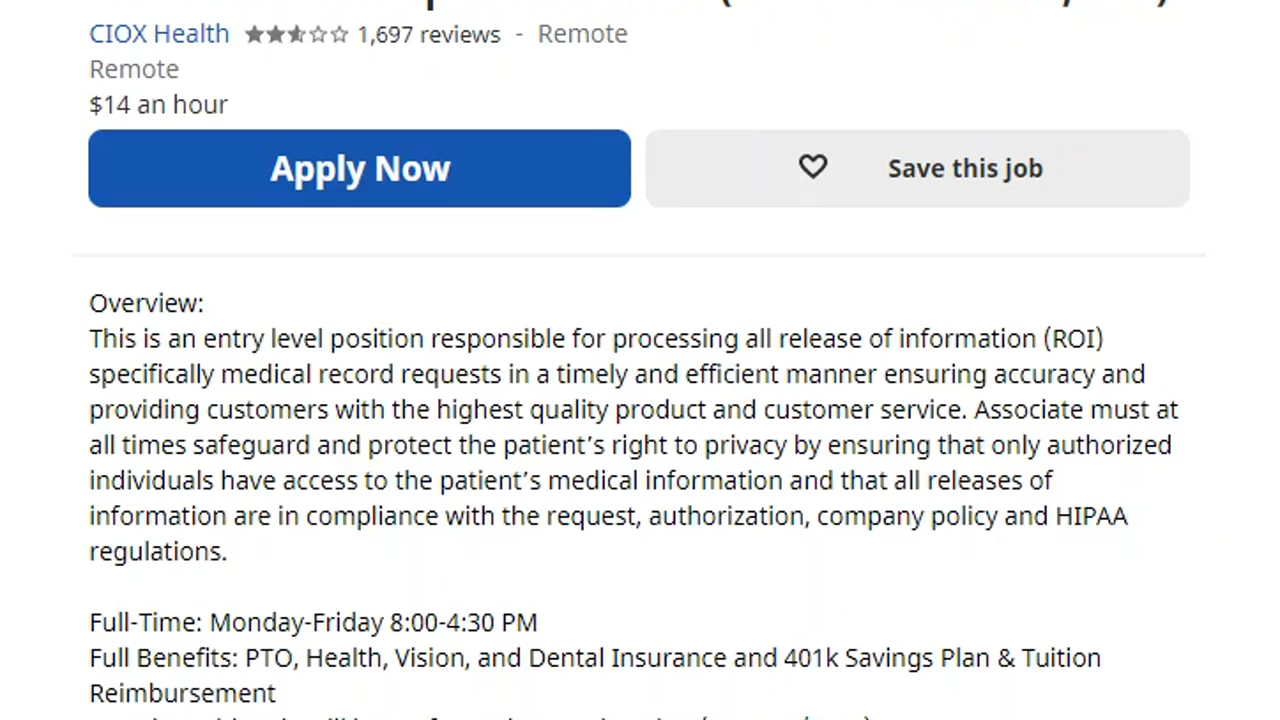 CIOX Health 1,697 reviews - Remote
Remote
$14 an hour
Apply Now
Save this job
Overview:
This is an entry level position responsible for processing all release of information (ROI)
specifically medical record requests in a timely and efficient manner ensuring accuracy and
providing customers with the highest quality product and customer service. Associate must at
all times safeguard and protect the patient’s right to privacy by ensuring that only authorized
individuals have access to the patient’s medical information and that all releases of
information are in compliance with the request, authorization, company policy and HIPAA
regulations.
Full-Time: Monday-Friday 8:00-4:30 PM
Full Benefits: PTO, Health, Vision, and Dental Insurance and 401k Savings Plan & Tuition
Reimbursement